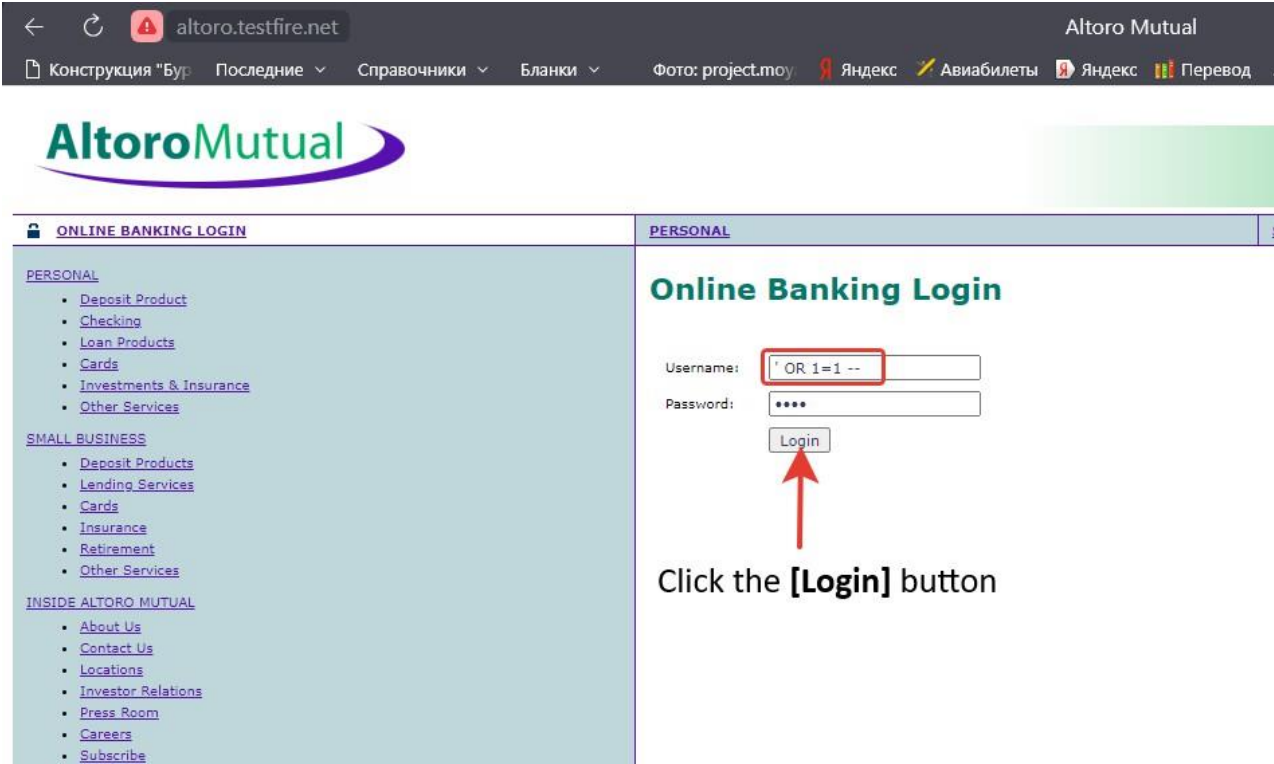 altoro.testfire.net Altoro Mutual
Конструкция "Бур Последние Справочники Бланки Фото: project.moy Яндекс Авиабилеты Яндекс Перевод
AltoroMutual
ONLINE BANKING LOGIN
PERSONAL
PERSONAL
Deposit Product
Checking
Loan Products
Cards
Investments & Insurance
Other Services
SMALL BUSINESS
Deposit Products
Lending Services
Cards
Insurance
Retirement
Other Services
INSIDE ALTORO MUTUAL
About Us
Contact Us
Locations
Investor Relations
Press Room
Careers
Subscribe
Online Banking Login
Username: ' OR 1=1 --
Password: ••••
Login
Click the [Login] button